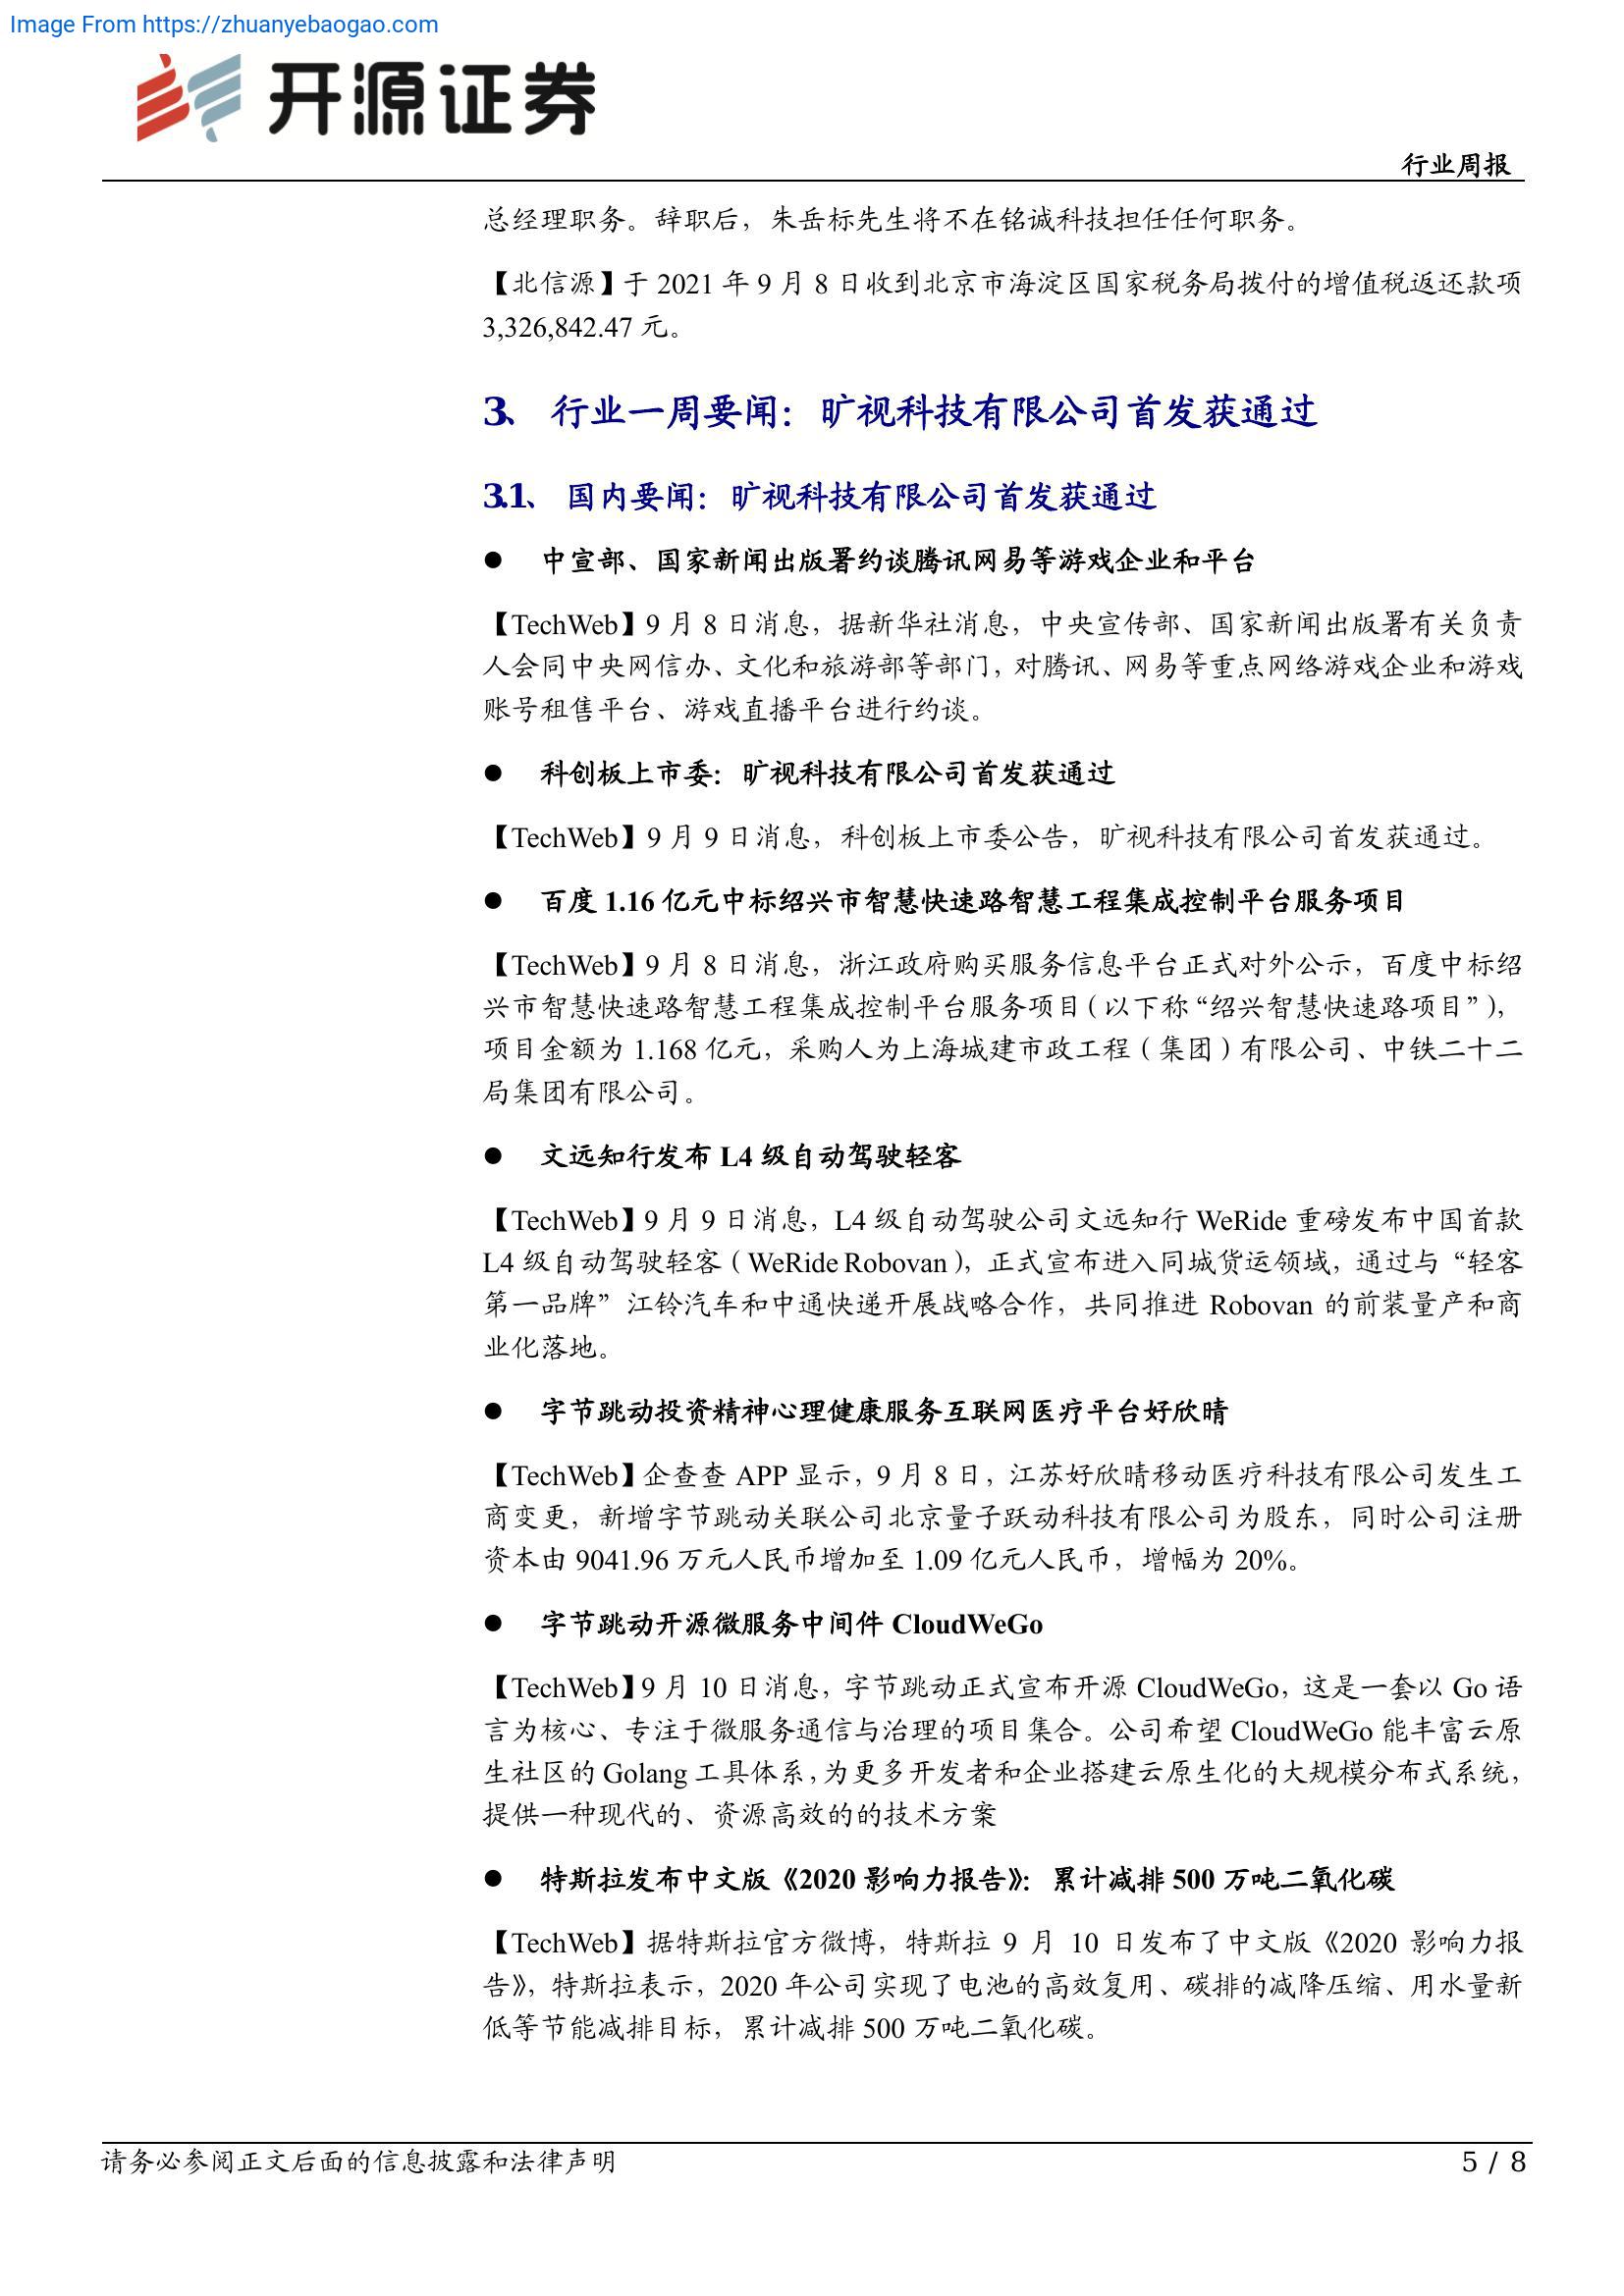 Image From https://zhuanyebaogao.com
开源证券
行业周报
总经理职务。辞职后，朱岳标先生将不在铭诚科技担任任何职务。
【北信源】于 2021 年 9 月 8 日收到北京市海淀区国家税务局拨付的增值税返还款项
3,326,842.47 元。
3、 行业一周要闻：旷视科技有限公司首发获通过
3.1、 国内要闻：旷视科技有限公司首发获通过
● 中宣部、国家新闻出版署约谈腾讯网易等游戏企业和平台
【TechWeb】9 月 8 日消息，据新华社消息，中央宣传部、国家新闻出版署有关负责
人会同中央网信办、文化和旅游部等部门，对腾讯、网易等重点网络游戏企业和游戏
账号租售平台、游戏直播平台进行约谈。
● 科创板上市委：旷视科技有限公司首发获通过
【TechWeb】9 月 9 日消息，科创板上市委公告，旷视科技有限公司首发获通过。
● 百度 1.16 亿元中标绍兴市智慧快速路智慧工程集成控制平台服务项目
【TechWeb】9 月 8 日消息，浙江政府购买服务信息平台正式对外公示，百度中标绍
兴市智慧快速路智慧工程集成控制平台服务项目（以下称“绍兴智慧快速路项目”），
项目金额为 1.168 亿元，采购人为上海城建市政工程（集团）有限公司、中铁二十二
局集团有限公司。
● 文远知行发布 L4 级自动驾驶轻客
【TechWeb】9 月 9 日消息，L4 级自动驾驶公司文远知行 WeRide 重磅发布中国首款
L4 级自动驾驶轻客（WeRide Robovan），正式宣布进入同城货运领域，通过与“轻客
第一品牌”江铃汽车和中通快递开展战略合作，共同推进 Robovan 的前装量产和商
业化落地。
● 字节跳动投资精神心理健康服务互联网医疗平台好欣晴
【TechWeb】企查查 APP 显示，9 月 8 日，江苏好欣晴移动医疗科技有限公司发生工
商变更，新增字节跳动关联公司北京量子跃动科技有限公司为股东，同时公司注册
资本由 9041.96 万元人民币增加至 1.09 亿元人民币，增幅为 20%。
● 字节跳动开源微服务中间件 CloudWeGo
【TechWeb】9 月 10 日消息，字节跳动正式宣布开源 CloudWeGo，这是一套以 Go 语
言为核心、专注于微服务通信与治理的项目集合。公司希望 CloudWeGo 能丰富云原
生社区的 Golang 工具体系，为更多开发者和企业搭建云原生化的大规模分布式系统，
提供一种现代的、资源高效的的技术方案
● 特斯拉发布中文版《2020 影响力报告》：累计减排 500 万吨二氧化碳
【TechWeb】据特斯拉官方微博，特斯拉 9 月 10 日发布了中文版《2020 影响力报
告》，特斯拉表示，2020 年公司实现了电池的高效复用、碳排的减降压缩、用水量新
低等节能减排目标，累计减排 500 万吨二氧化碳。
请务必参阅正文后面的信息披露和法律声明
5 / 8